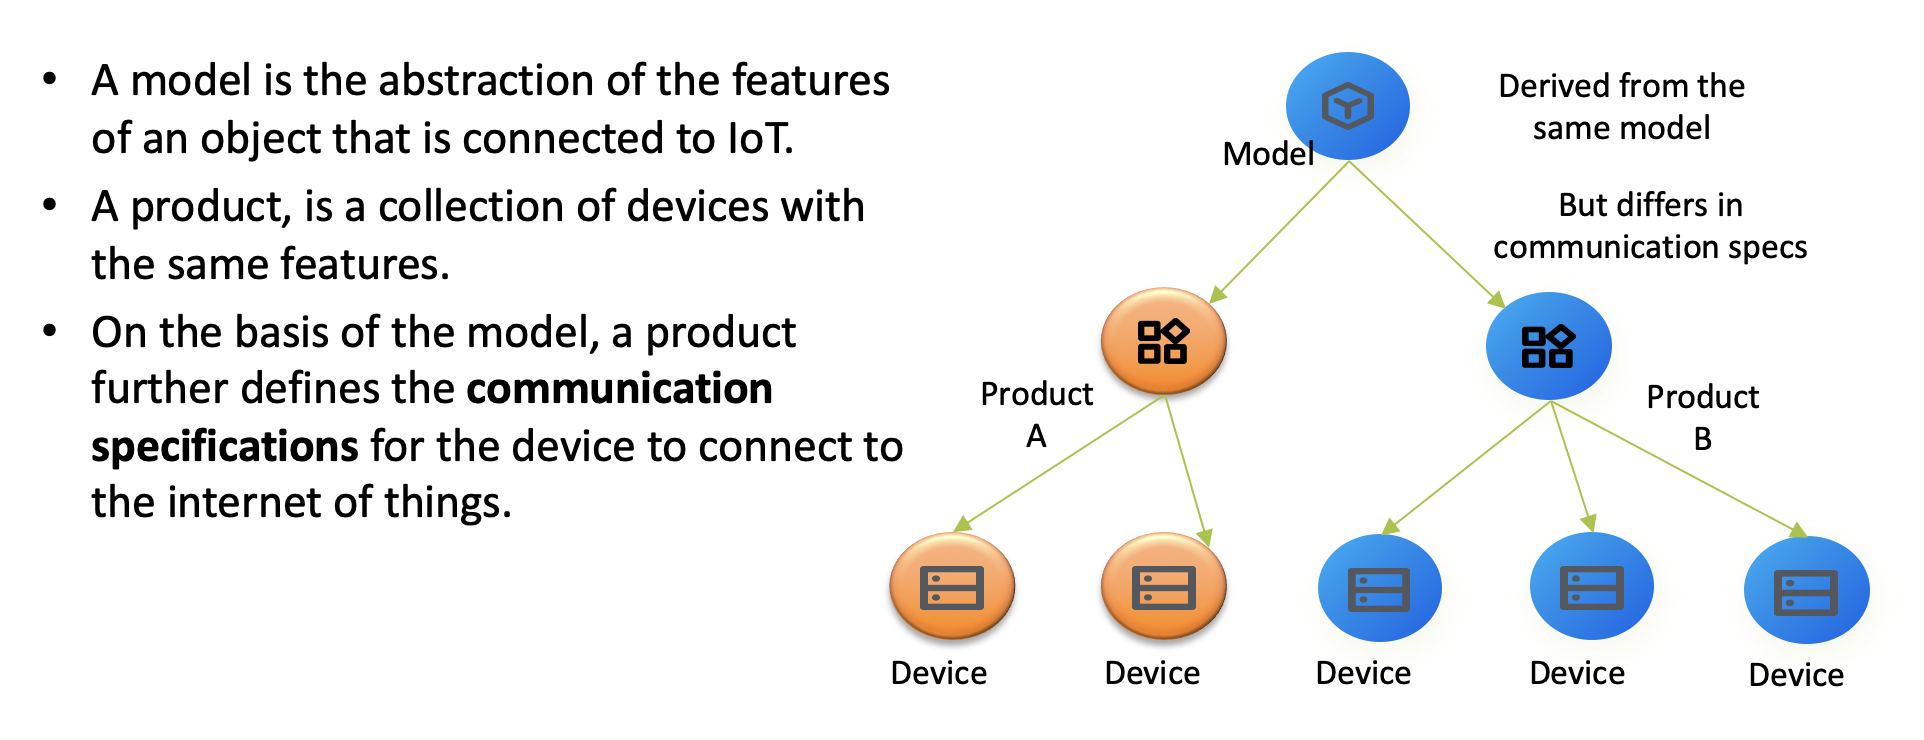 • A model is the abstraction of the features
of an object that is connected to IoT.
• A product, is a collection of devices with
the same features.
• On the basis of the model, a product
further defines the communication
specifications for the device to connect to
the internet of things.
Model
Derived from the
same model
But differs in
communication specs
Product
A
Product
B
Device
Device
Device
Device
Device